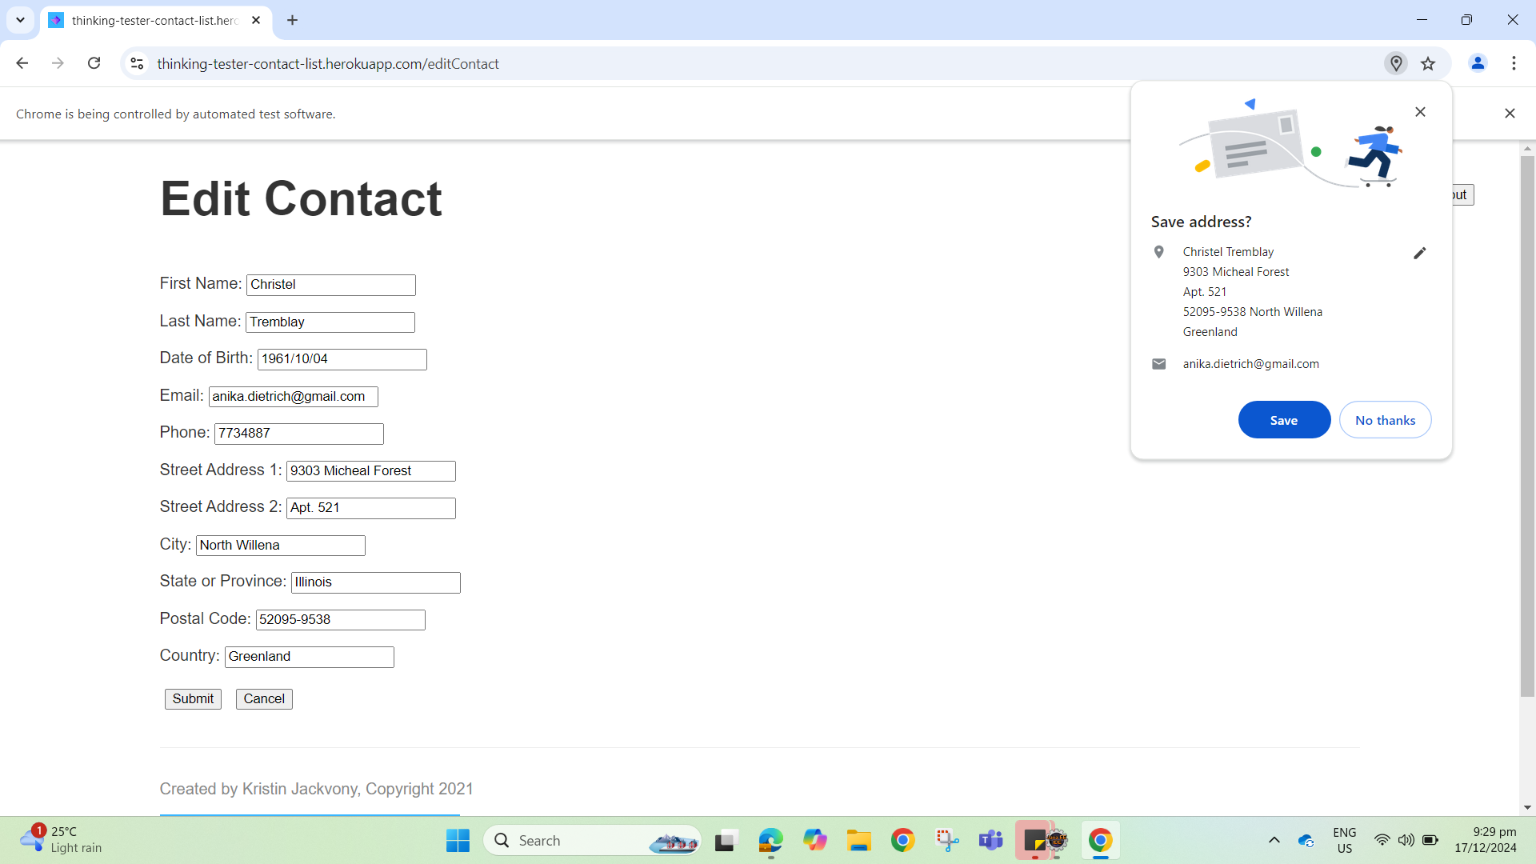 thinking-tester-contact-list.hero
thinking-tester-contact-list.herokuapp.com/editContact
Chrome is being controlled by automated test software.
Edit Contact
out
First Name: Christel
Last Name: Tremblay
Date of Birth: 1961/10/04
Email: anika.dietrich@gmail.com
Phone: 7734887
Street Address 1: 9303 Micheal Forest
Street Address 2: Apt. 521
City: North Willena
State or Province: Illinois
Postal Code: 52095-9538
Country: Greenland
Submit Cancel
Created by Kristin Jackvony, Copyright 2021
Save address?
Christel Tremblay
9303 Micheal Forest
Apt. 521
52095-9538 North Willena
Greenland
anika.dietrich@gmail.com
Save No thanks
1
25°C
Light rain
Search
ENG
US
9:29 pm
17/12/2024